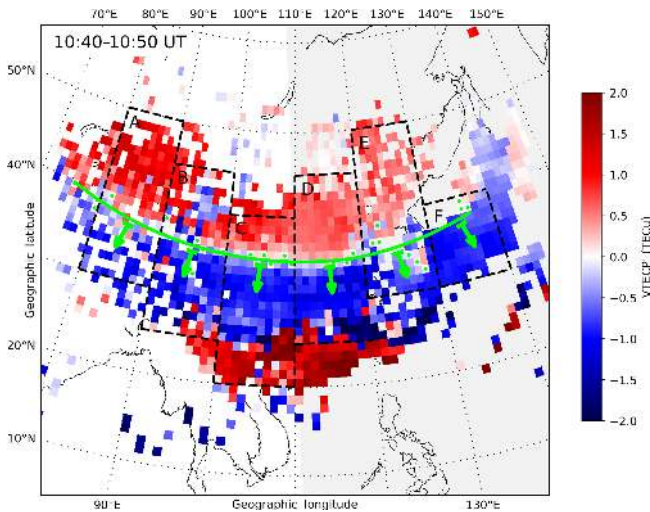 70°E 80°E 90°E 100°E 110°E 120°E 130°E 140°E 150°E
10:40–10:50 UT
50°N
40°N
20°N
10°N
Geographic latitude
A
B
C
D
E
F
90°E
Geographic longitude
130°E
2.0
1.5
1.0
0.5
0.0
−0.5
−1.0
−1.5
−2.0
VTECP (TECu)